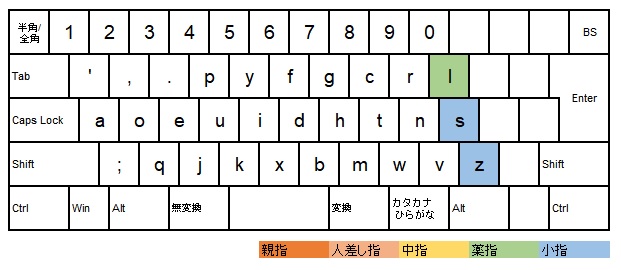 半角/
全角 1 2 3 4 5 6 7 8 9 0 BS
Tab ' , . p y f g c r l
Enter
Caps Lock a o e u i d h t n s
Shift ; q j k x b m w v z Shift
Ctrl Win Alt 無変換 変換 カタカナ
ひらがな Alt Ctrl
親指 人差し指 中指 薬指 小指